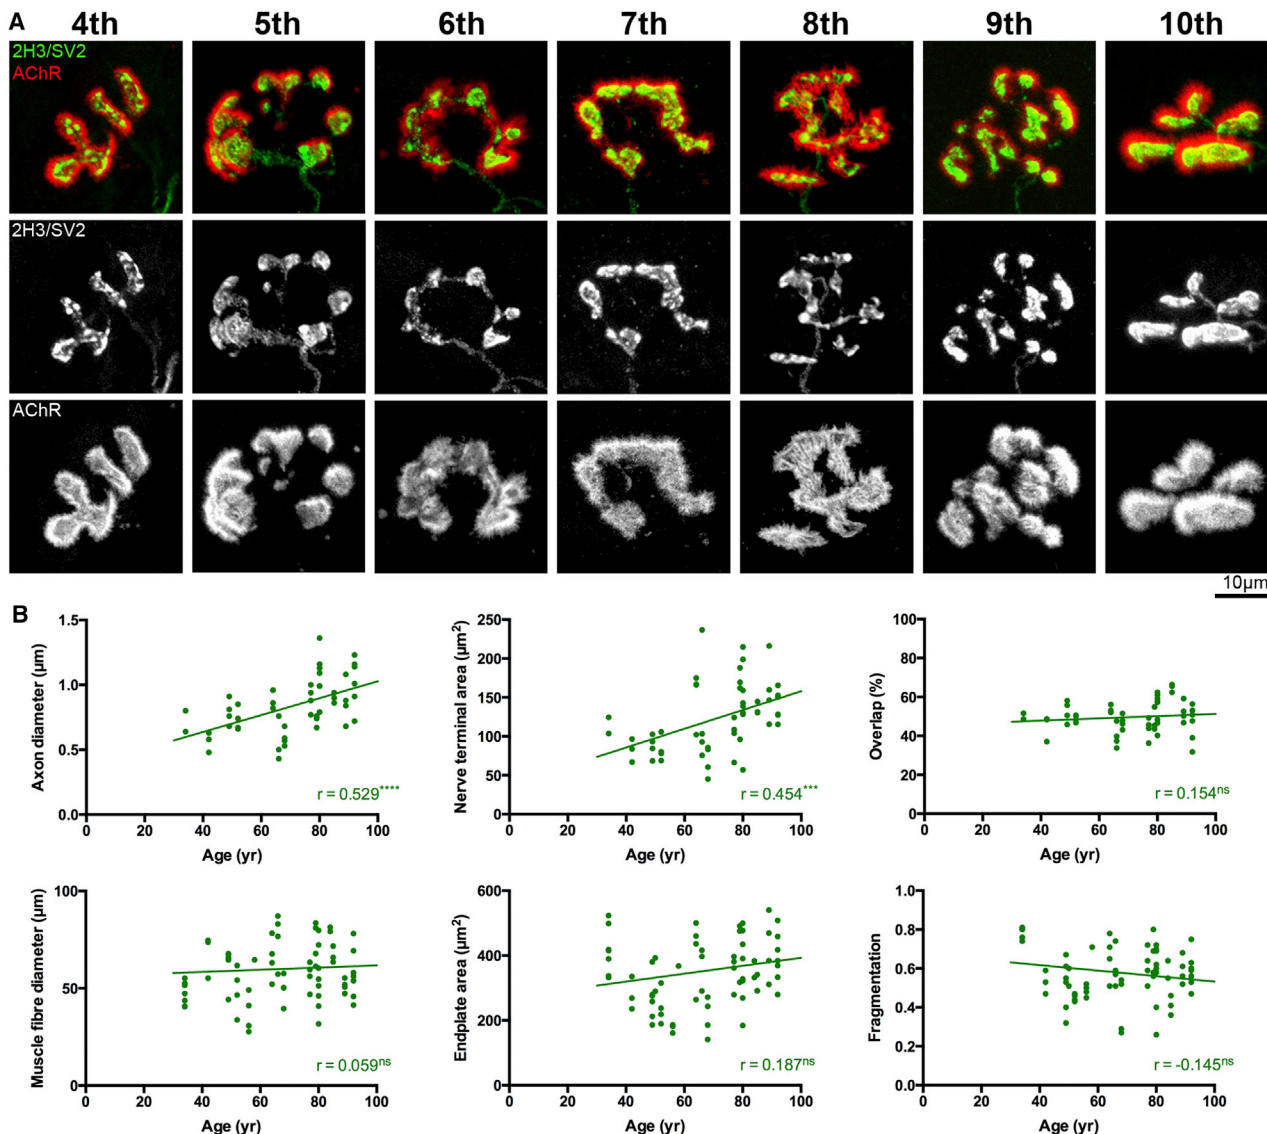 A
4th 5th 6th 7th 8th 9th 10th
2H3/SV2
AChR
2H3/SV2
AChR
10μm
B
Axon diameter (μm)
1.5
1.0
0.5
0.0
0 20 40 60 80 100
Age (yr)
r = 0.529****
Nerve terminal area (μm²)
250
200
150
100
50
0
0 20 40 60 80 100
Age (yr)
r = 0.454***
Overlap (%)
100
80
60
40
20
0
0 20 40 60 80 100
Age (yr)
r = 0.154ns
Muscle fibre diameter (μm)
100
50
0
0 20 40 60 80 100
Age (yr)
r = 0.059ns
Endplate area (μm²)
600
400
200
0
0 20 40 60 80 100
Age (yr)
r = 0.187ns
Fragmentation
1.0
0.8
0.6
0.4
0.2
0.0
0 20 40 60 80 100
Age (yr)
r = -0.145ns